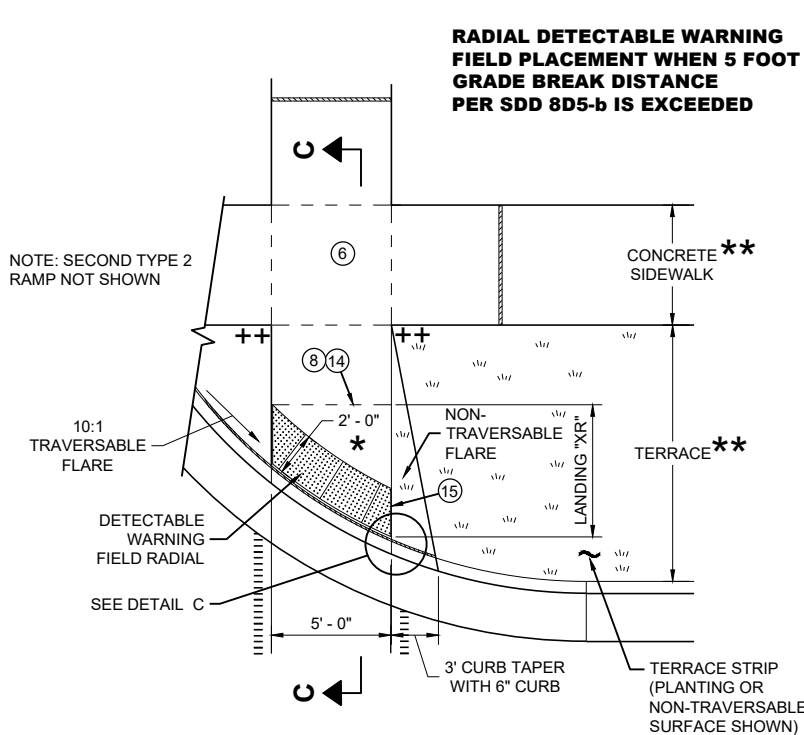 RADIAL DETECTABLE WARNING
FIELD PLACEMENT WHEN 5 FOOT
GRADE BREAK DISTANCE
PER SDD 8D5-b IS EXCEEDED
C
NOTE: SECOND TYPE 2
RAMP NOT SHOWN
6
CONCRETE **
SIDEWALK
++
++
8 14
10:1
TRAVERSABLE
FLARE
2' - 0"
*
NON-
TRAVERSABLE
FLARE
LANDING "XR"
TERRACE **
15
DETECTABLE
WARNING
FIELD RADIAL
SEE DETAIL C
5' - 0"
3' CURB TAPER
WITH 6" CURB
C
TERRACE STRIP
(PLANTING OR
NON-TRAVERSABLE
SURFACE SHOWN)